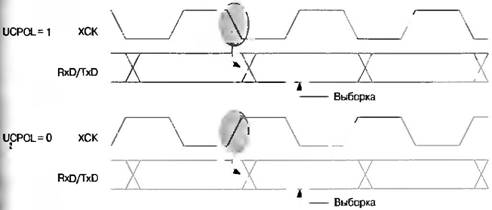 UCPOL = 1 XCK
RxD/TxD
Выборка
UCPOL = 0 XCK
RxD/TxD
Выборка